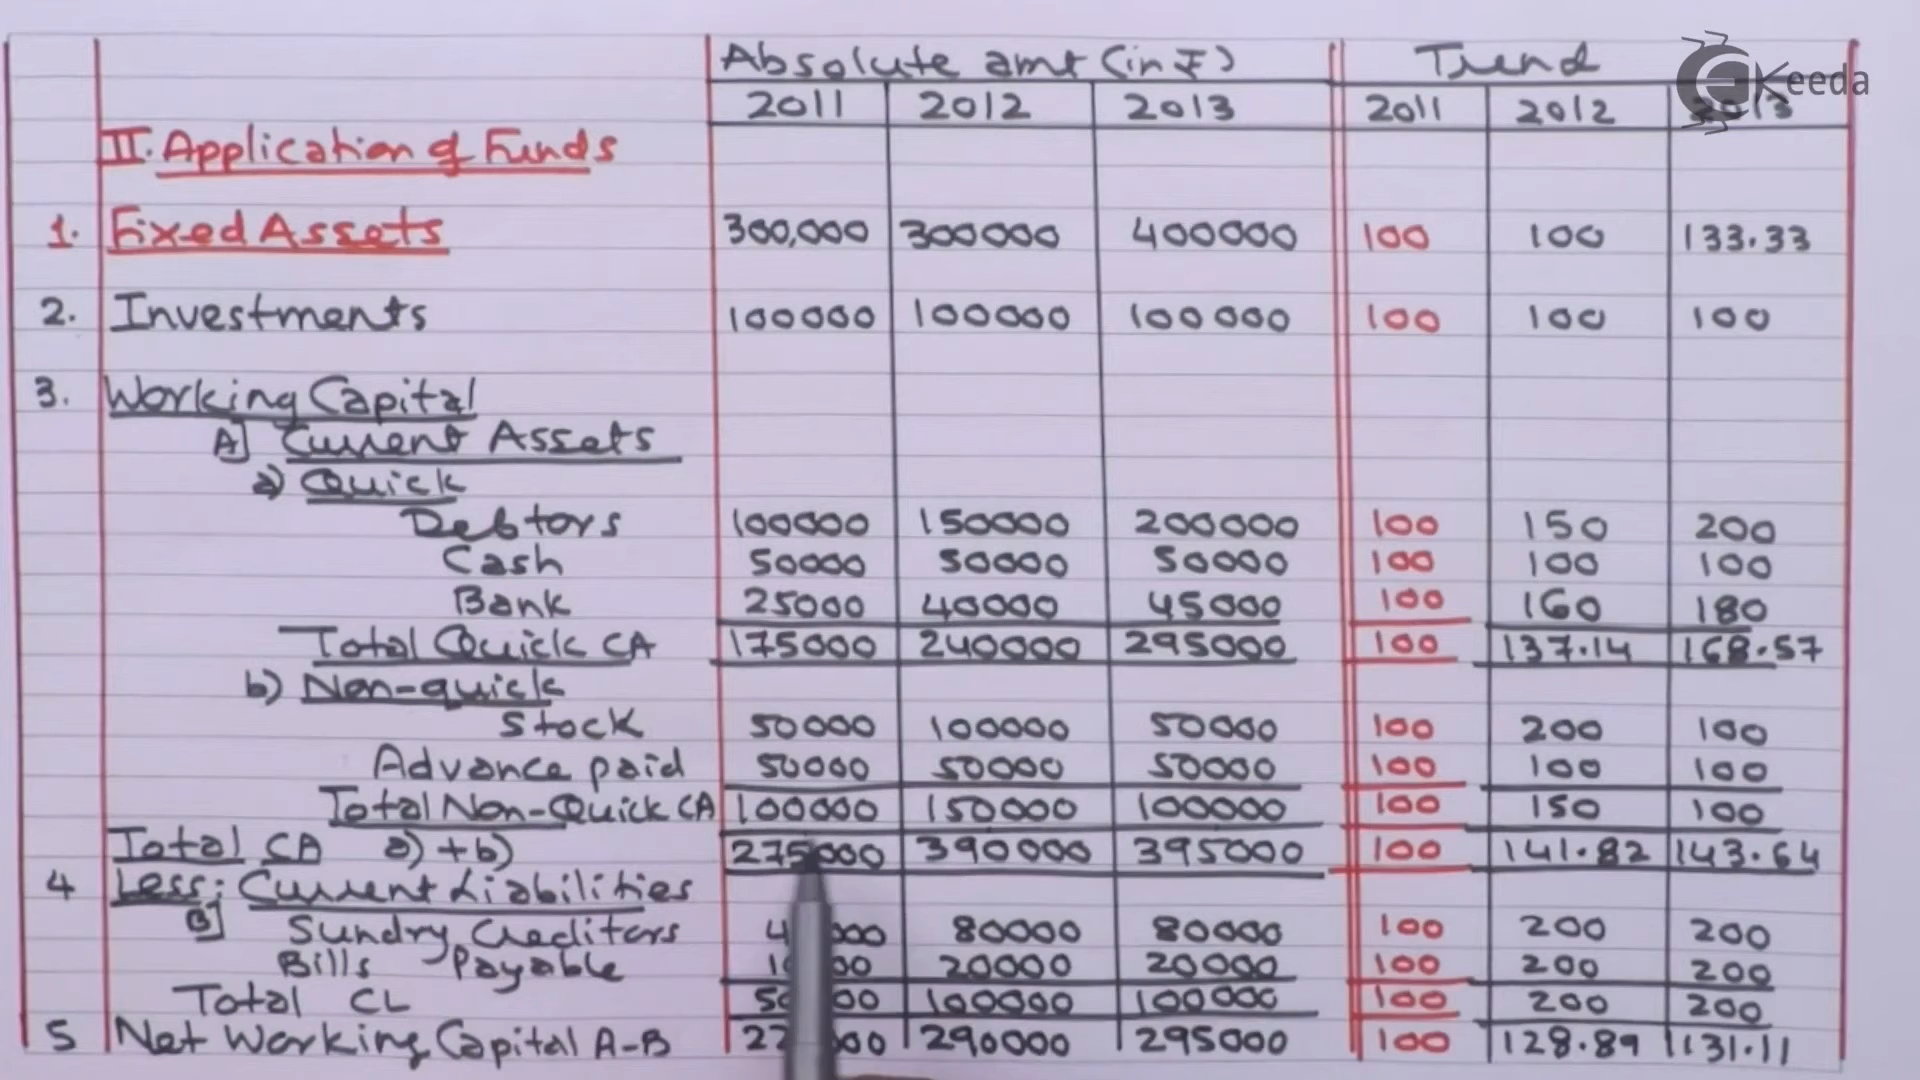 Absolute amt (in ₹) Trend
Keeda
2011 2012 2013 2011 2012 2013
II. Application of Funds
1. Fixed Assets 300,000 300000 400000 100 100 133.33
2. Investments 100000 100000 100000 100 100 100
3. Working Capital
A] Current Assets
a) Quick
Debtors 100000 150000 200000 100 150 200
Cash 50000 50000 50000 100 100 100
Bank 25000 40000 45000 100 160 180
Total Quick CA 175000 240000 295000 100 137.14 168.57
b) Non-quick
Stock 50000 100000 50000 100 200 100
Advance paid 50000 50000 50000 100 100 100
Total Non-Quick CA 100000 150000 100000 100 150 100
Total CA a) + b) 275000 390000 395000 100 141.82 143.64
4 Less: Current Liabilities
B] Sundry Creditors 80000 80000 100 200 200
Bills Payable 20000 20000 100 200 200
Total CL 100000 100000 100 200 200
5 Net Working Capital A-B 290000 295000 100 128.89 131.11